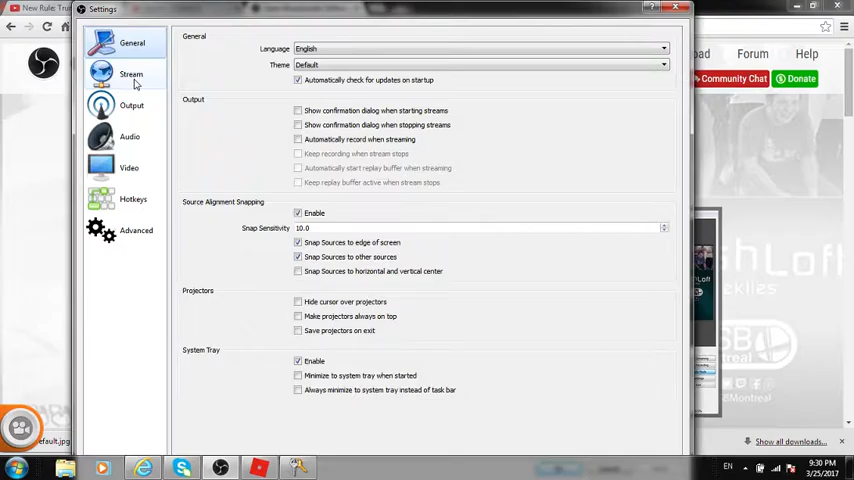 Settings
New Rule: Tru
General
Stream
Output
Audio
Video
Hotkeys
Advanced
General
Language English
Theme Default
Automatically check for updates on startup
Output
Show confirmation dialog when starting streams
Show confirmation dialog when stopping streams
Automatically record when streaming
Keep recording when stream stops
Automatically start replay buffer when streaming
Keep replay buffer active when stream stops
Source Alignment Snapping
Enable
Snap Sensitivity 10.0
Snap Sources to edge of screen
Snap Sources to other sources
Snap Sources to horizontal and vertical center
Projectors
Hide cursor over projectors
Make projectors always on top
Save projectors on exit
System Tray
Enable
Minimize to system tray when started
Always minimize to system tray instead of task bar
oad Forum Help
Community Chat Donate
shLoft
cklies
SB
ontreal
SBMontreal
default.jpg
Show all downloads...
EN
9:30 PM
3/25/2017